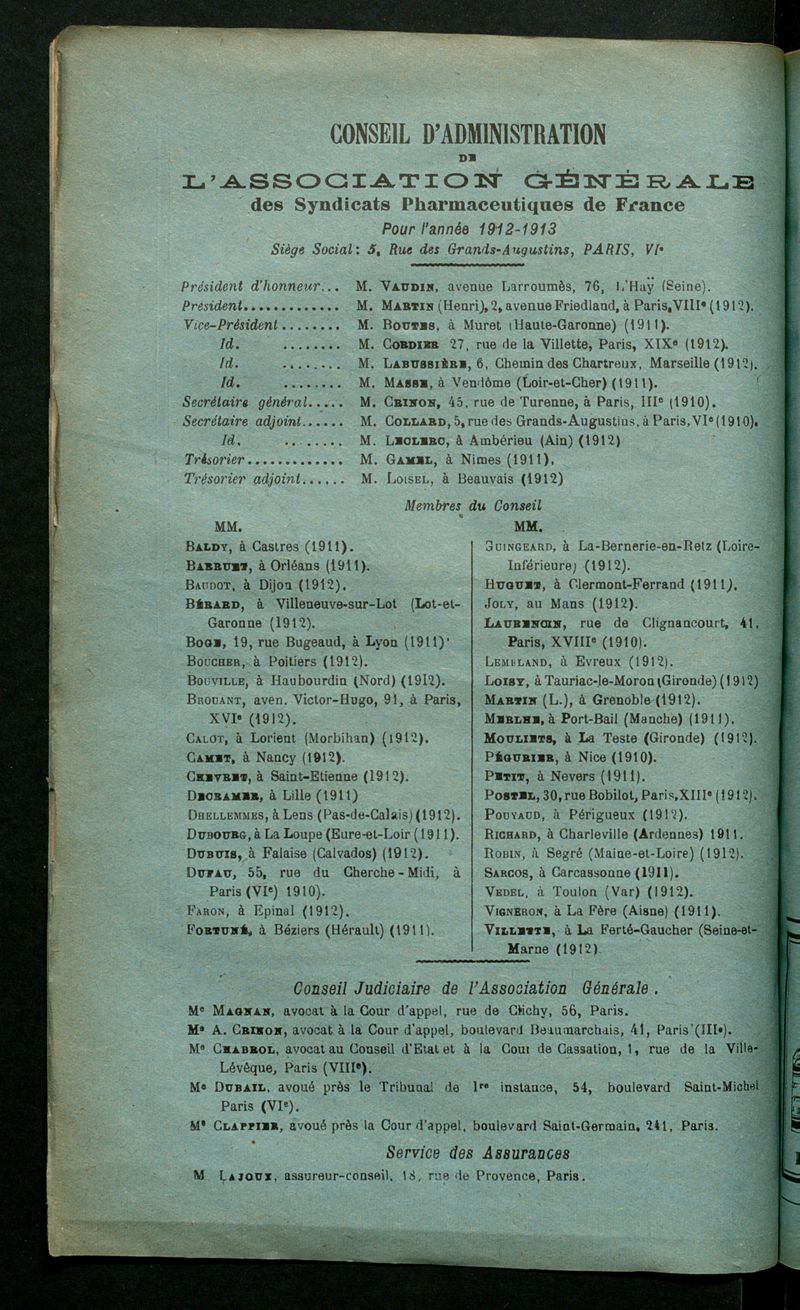 CONSEIL D'ADMINISTRATION
DE
L'ASSOCIATION GÉNÉRALE
des Syndicats Pharmaceutiques de France
Pour l'année 1912-1913
Siège Social : 5, Rue des Grands-Augustins, PARIS, VIe
Président d'honneur... M. VAUDIN, avenue Larroumès, 76, L'Haÿ (Seine).
Président............. M. MARTIN (Henri), 2, avenue Friedland, à Paris, VIIIe (1912).
Vice-Président........ M. BOUTES, à Muret (Haute-Garonne) (1911).
Id. ........ M. CORDIER 27, rue de la Villette, Paris, XIXe (1912).
Id. ........ M. LABUSSIÈRE, 6, Chemin des Chartreux, Marseille (1912).
Id. ........ M. MASSE, à Vendôme (Loir-et-Cher) (1911).
Secrétaire général..... M. CRINON, 45, rue de Turenne, à Paris, IIIe (1910).
Secrétaire adjoint...... M. COLLARD, 5, rue des Grands-Augustins, à Paris, VIe (1910).
Id. ........ M. LECLERC, à Ambérieu (Ain) (1912)
Trésorier............. M. GAMEL, à Nimes (1911).
Trésorier adjoint...... M. LOISEL, à Beauvais (1912)
Membres du Conseil
MM.
BALDY, à Castres (1911).
BARRUET, à Orléans (1911).
BAUDOT, à Dijon (1912).
BÉRARD, à Villeneuve-sur-Lot (Lot-et-
Garonne (1912).
BOGE, 19, rue Bugeaud, à Lyon (1911)
BOUCHER, à Poitiers (1912).
BOUVILLE, à Haubourdin (Nord) (1912).
BROUANT, aven. Victor-Hugo, 91, à Paris,
XVIe (1912).
CALOT, à Lorient (Morbihan) (1912).
CAMET, à Nancy (1912).
CHEVRET, à Saint-Etienne (1912).
DECRAMER, à Lille (1911)
DHELLEMMES, à Lens (Pas-de-Calais) (1912).
DUBOURG, à La Loupe (Eure-et-Loir (1911).
DUBUIS, à Falaise (Calvados) (1912).
DUFAU, 55, rue du Cherche-Midi, à
Paris (VIe) 1910).
FARON, à Epinal (1912).
FORTUNÉ, à Béziers (Hérault) (1911).
MM.
GUINGEARD, à La-Bernerie-en-Retz (Loire-
Inférieure) (1912).
HUGUET, à Clermont-Ferrand (1911).
JOLY, au Mans (1912).
LAURENCIN, rue de Clignancourt, 41,
Paris, XVIIIe (1910).
LEMELAND, à Evreux (1912).
LOISY, à Tauriac-le-Moron (Gironde) (1912)
MARTIN (L.), à Grenoble (1912).
MERLHE, à Port-Bail (Manche) (1911).
MOULIETS, à La Teste (Gironde) (1912).
PÉGURIER, à Nice (1910).
PETIT, à Nevers (1911).
POSTEL, 30, rue Bobilot, Paris, XIIIe (1912).
POUYAUD, à Périgueux (1912).
RICHARD, à Charleville (Ardennes) 1911.
ROBIN, à Segré (Maine-et-Loire) (1912).
SARCOS, à Carcassonne (1911).
VEDEL, à Toulon (Var) (1912).
VIGNERON, à La Fère (Aisne) (1911).
VILLETTE, à La Ferté-Gaucher (Seine-et-
Marne (1912).
Conseil Judiciaire de l'Association Générale.
Me MAGNAN, avocat à la Cour d'appel, rue de Clichy, 56, Paris.
Me A. CRINON, avocat à la Cour d'appel, boulevard Beaumarchais, 41, Paris (IIIe).
Me CHABROL, avocat au Conseil d'Etat et à la Cour de Cassation, 1, rue de la Ville-
Lévêque, Paris (VIIIe).
Me DUBAIL, avoué près le Tribunal de 1re instance, 54, boulevard Saint-Michel
Paris (VIe).
Me CLAPPIER, avoué près la Cour d'appel, boulevard Saint-Germain, 241, Paris.
Service des Assurances
M LAJOUX, assureur-conseil, 18, rue de Provence, Paris.